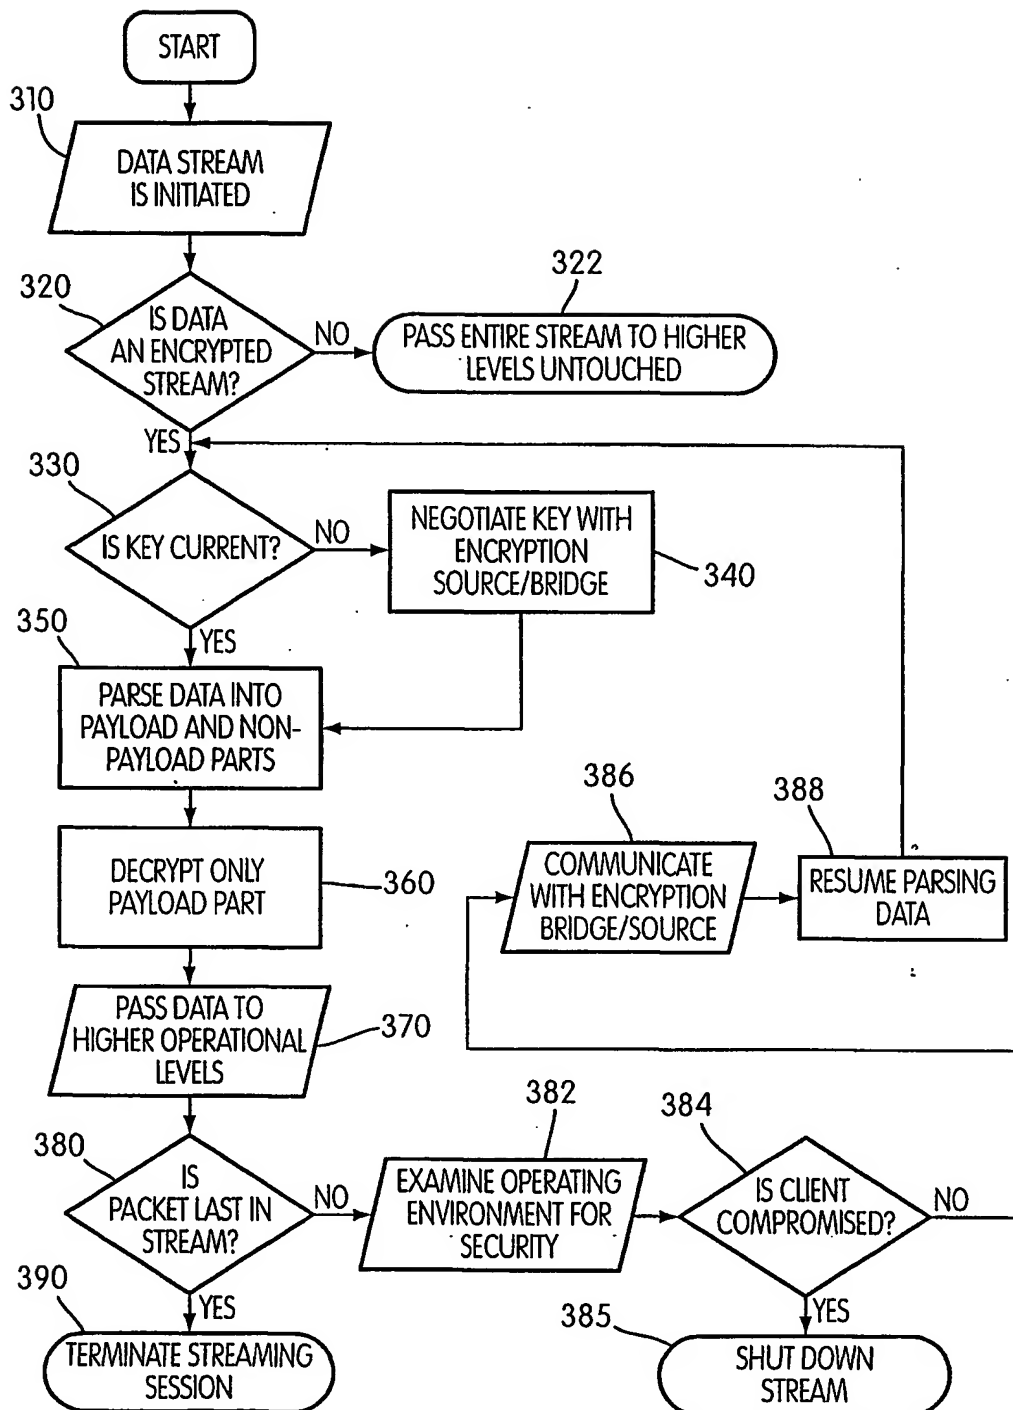 START
310
DATA STREAM
IS INITIATED
320
IS DATA
AN ENCRYPTED
STREAM?
NO
322
PASS ENTIRE STREAM TO HIGHER
LEVELS UNTOUCHED
YES
330
IS KEY CURRENT?
NO
NEGOTIATE KEY WITH
ENCRYPTION
SOURCE/BRIDGE
340
350
YES
PARSE DATA INTO
PAYLOAD AND NON-
PAYLOAD PARTS
DECRYPT ONLY
PAYLOAD PART
360
386
COMMUNICATE
WITH ENCRYPTION
BRIDGE/SOURCE
388
RESUME PARSING
DATA
PASS DATA TO
HIGHER OPERATIONAL
LEVELS
370
380
IS
PACKET LAST IN
STREAM?
NO
382
EXAMINE OPERATING
ENVIRONMENT FOR
SECURITY
384
IS CLIENT
COMPROMISED?
NO
390
YES
TERMINATE STREAMING
SESSION
385
YES
SHUT DOWN
STREAM